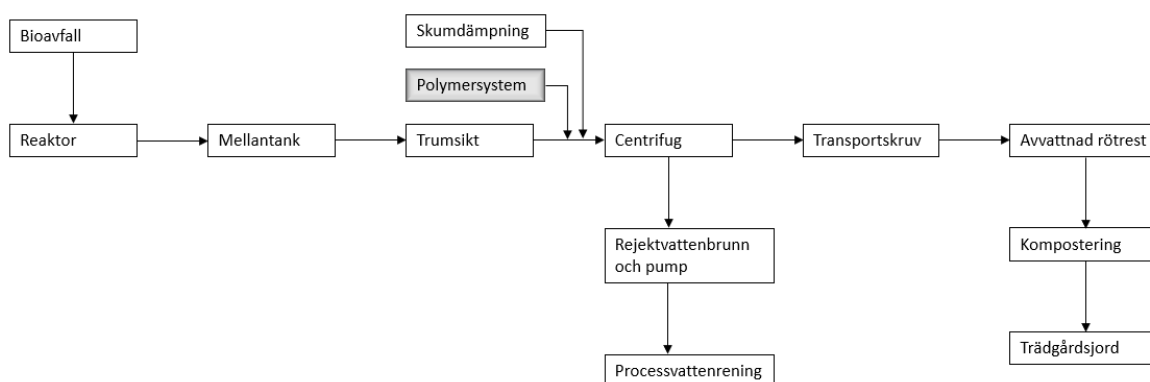 Bioavfall
Skumdämpning
Polymersystem
Reaktor
Mellantank
Trumsikt
Centrifug
Transportskruv
Avvattnad rötrest
Rejektvattenbrunn
och pump
Kompostering
Processvattenrening
Trädgårdsjord